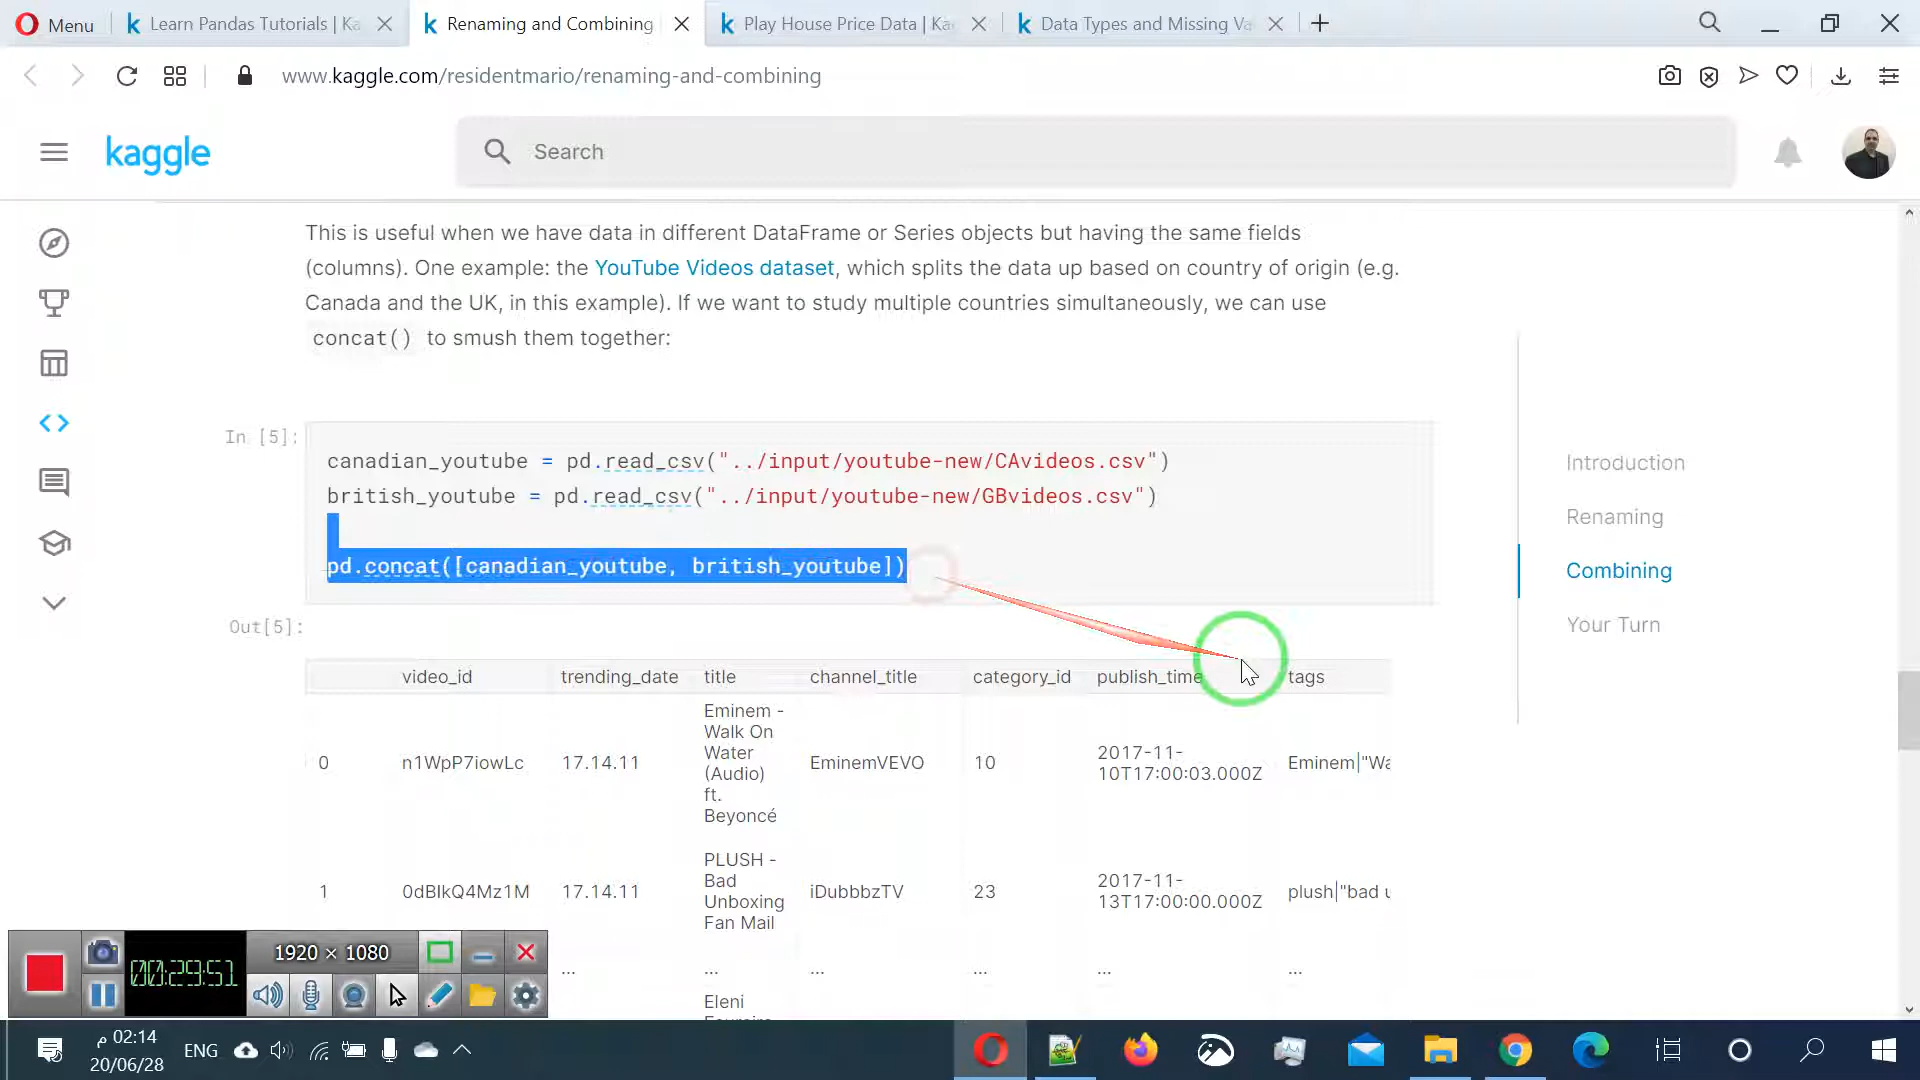 Menu
Learn Pandas Tutorials | Ka
Renaming and Combining
Play House Price Data | Ka
Data Types and Missing Va
www.kaggle.com/residentmario/renaming-and-combining
kaggle
Search
This is useful when we have data in different DataFrame or Series objects but having the same fields
(columns). One example: the YouTube Videos dataset, which splits the data up based on country of origin (e.g.
Canada and the UK, in this example). If we want to study multiple countries simultaneously, we can use
concat() to smush them together:
In [5]:
canadian_youtube = pd.read_csv("../input/youtube-new/CAvideos.csv")
british_youtube = pd.read_csv("../input/youtube-new/GBvideos.csv")
pd.concat([canadian_youtube, british_youtube])
Introduction
Renaming
Combining
Your Turn
Out[5]:
video_id trending_date title channel_title category_id publish_time tags
0 n1WpP7iowLc 17.14.11 Eminem - EminemVEVO 10 2017-11- Eminem|"Wa
Walk On 10T17:00:03.000Z
Water
(Audio)
ft.
Beyoncé
1 0dBIkQ4Mz1M 17.14.11 PLUSH - iDubbbzTV 23 2017-11- plush|"bad u
Bad 13T17:00:00.000Z
Unboxing
Fan Mail
... ... ... ... ... ...
Eleni
00:29:51
1920 × 1080
ENG
02:14 م
20/06/28